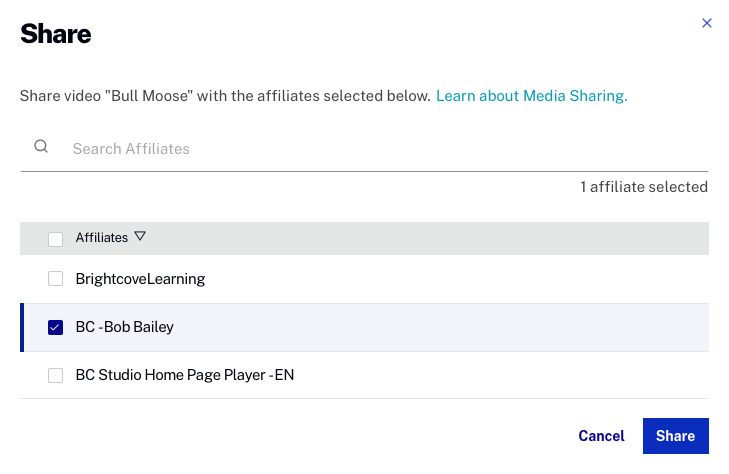 Share
Share video "Bull Moose" with the affiliates selected below. Learn about Media Sharing.
Search Affiliates
1 affiliate selected
Affiliates
BrightcoveLearning
BC - Bob Bailey
BC Studio Home Page Player - EN
Cancel Share